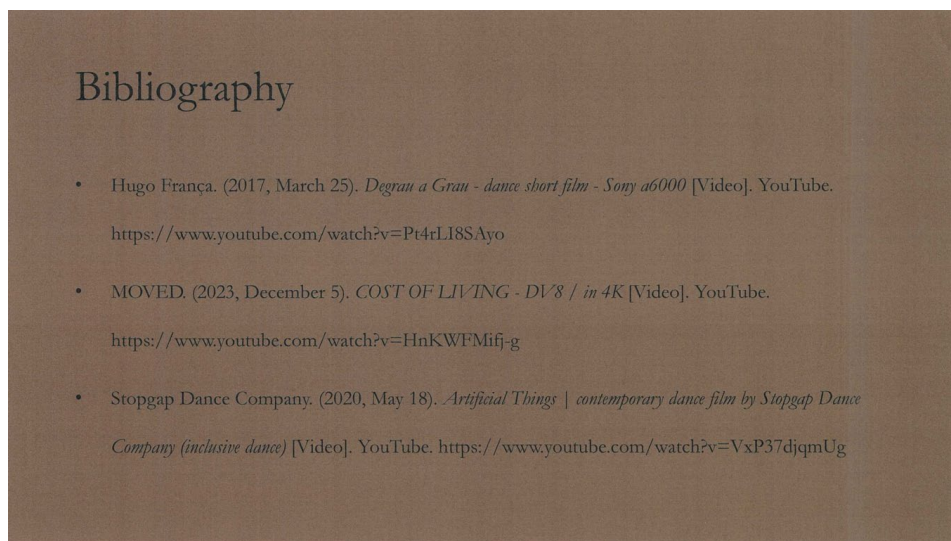 Bibliography
• Hugo França. (2017, March 25). Degrau a Grau - dance short film - Sony a6000 [Video]. YouTube.
https://www.youtube.com/watch?v=Pt4rLI8SAyo
• MOVED. (2023, December 5). COST OF LIVING - DV8 / in 4K [Video]. YouTube.
https://www.youtube.com/watch?v=HnKWFMifj-g
• Stopgap Dance Company. (2020, May 18). Artificial Things | contemporary dance film by Stopgap Dance
Company (inclusive dance) [Video]. YouTube. https://www.youtube.com/watch?v=VxP37djqmUg